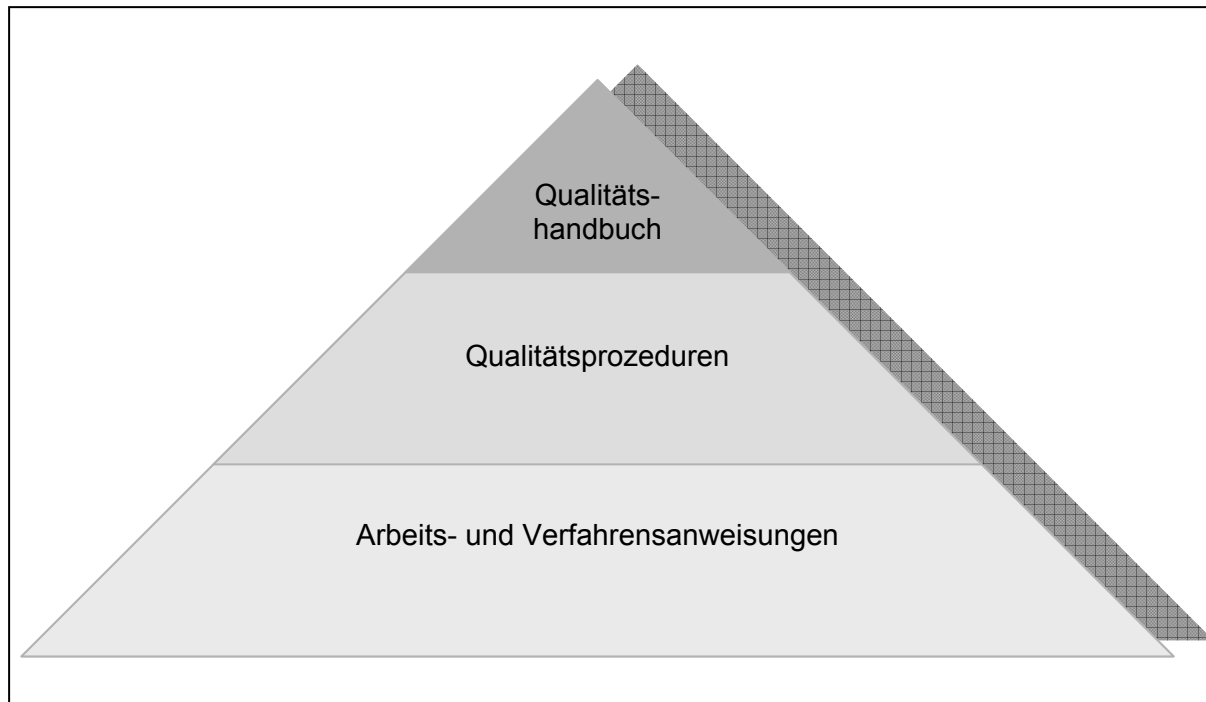 Qualitäts-
handbuch
Qualitätsprozeduren
Arbeits- und Verfahrensanweisungen